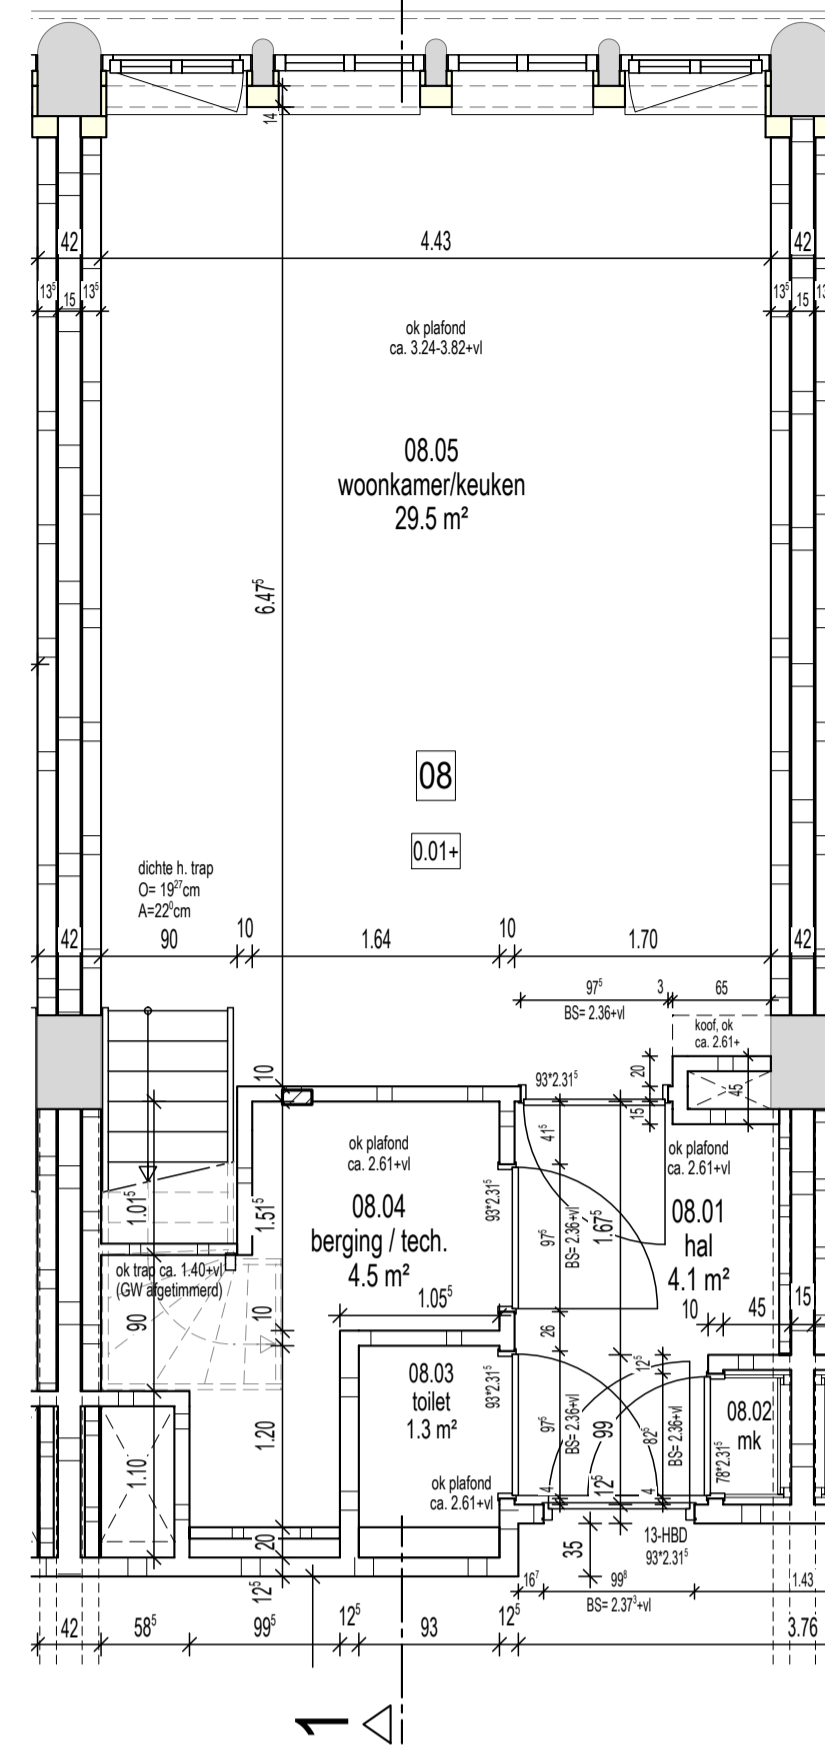 14
42
4.43
42
13⁵
15
13⁵
13⁵
15
ok plafond
ca. 3.24-3.82+vl
08.05
woonkamer/keuken
29.5 m²
6.47⁵
08
0.01+
dichte h. trap
O= 19²⁷cm
A=22⁰cm
42
90
10
1.64
10
1.70
42
97⁵
3
65
BS= 2.36+vl
koof, ok
ca. 2.61+
10
93*2.31⁵
20
15
45
41⁵
ok plafond
ca. 2.61+vl
ok plafond
ca. 2.61+vl
1.01⁵
1.51⁵
08.04
berging / tech.
4.5 m²
93*2.31⁵
97⁵
BS= 2.36+vl
1.67⁵
08.01
hal
4.1 m²
ok trap ca. 1.40+vl
(GW afgetimmerd)
90
10
1.05⁵
26
10
45
15
12⁵
08.03
toilet
1.3 m²
93*2.31⁵
97⁵
BS= 2.36+vl
99
82⁵
BS= 2.36+vl
78*2.31⁵
08.02
mk
1.10
1.20
ok plafond
ca. 2.61+vl
4
12⁵
4
20
35
13-HBD
93*2.31⁵
12⁵
16⁷
99⁸
1.43
BS= 2.37³+vl
42
58⁵
99⁵
12⁵
93
12⁵
3.76
1